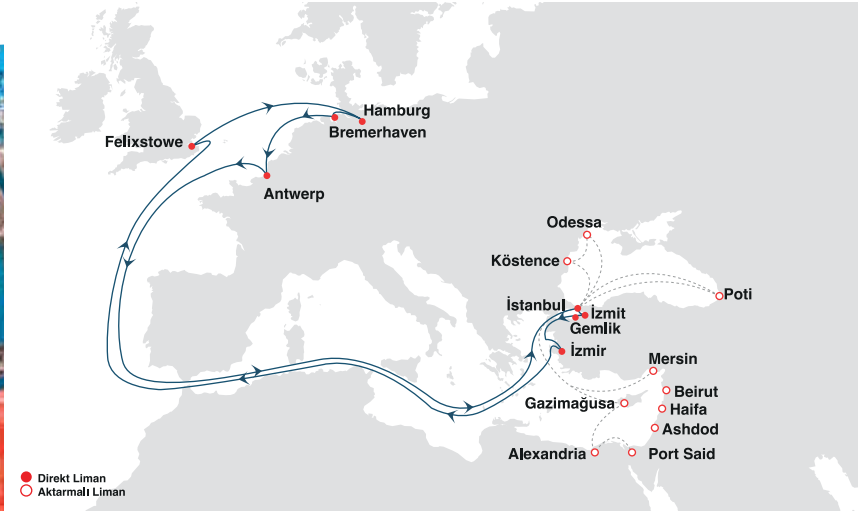 Hamburg
Bremerhaven
Felixstowe
Antwerp
Odessa
Köstence
Poti
İstanbul
İzmit
Gemlik
İzmir
Mersin
Beirut
Gazimağusa
Haifa
Ashdod
Alexandria
Port Said
Direkt Liman
Aktarmalı Liman